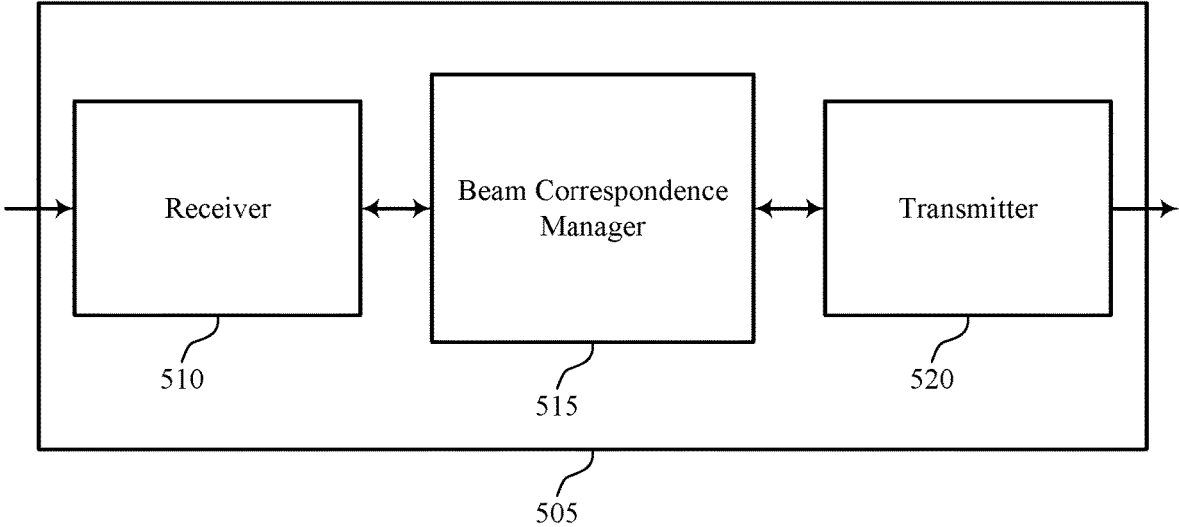 Receiver
Beam Correspondence
Manager
Transmitter
510
515
520
505